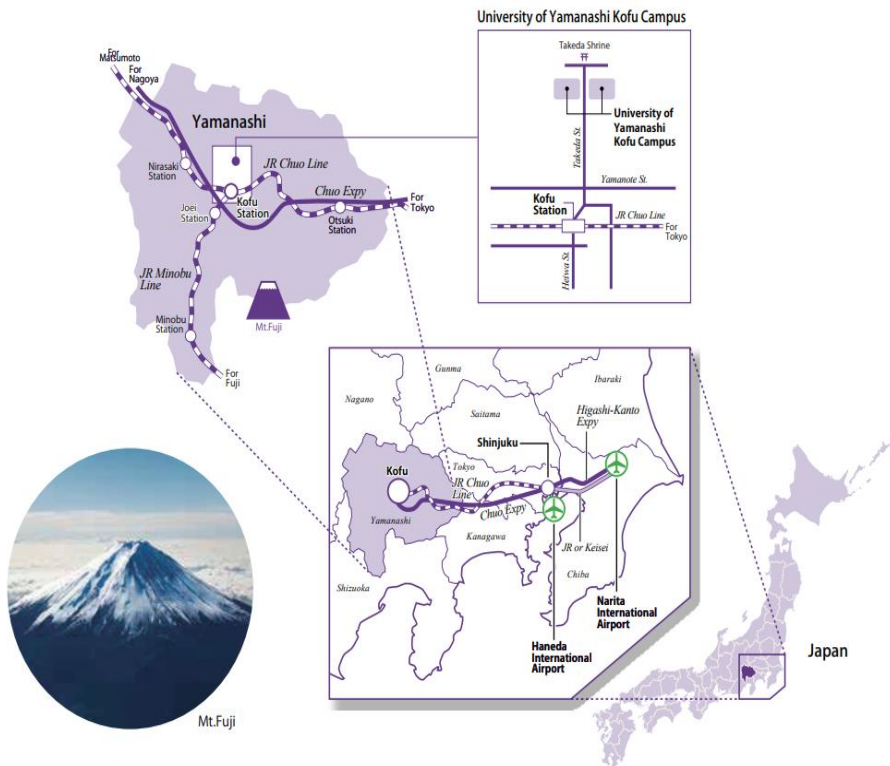 University of Yamanashi Kofu Campus
Takeda Shrine
University of
Yamanashi
Kofu Campus
Takeda St.
Yamanote St.
Kofu
Station
JR Chuo Line
For
Tokyo
Heiwa St.
For
Matsumoto
For
Nagoya
Yamanashi
Nirasaki
Station
JR Chuo Line
Kofu
Station
Chuo Expy
For
Tokyo
Joei
Station
Otsuki
Station
JR Minobu
Line
Mt.Fuji
Minobu
Station
For
Fuji
Gunma
Ibaraki
Nagano
Saitama
Higashi-Kanto
Expy
Shinjuku
Kofu
Tokyo
JR Chuo
Line
Chuo Expy
Yamanashi
Kanagawa
JR or Keisei
Chiba
Shizuoka
Narita
International
Airport
Haneda
International
Airport
Japan
Mt.Fuji